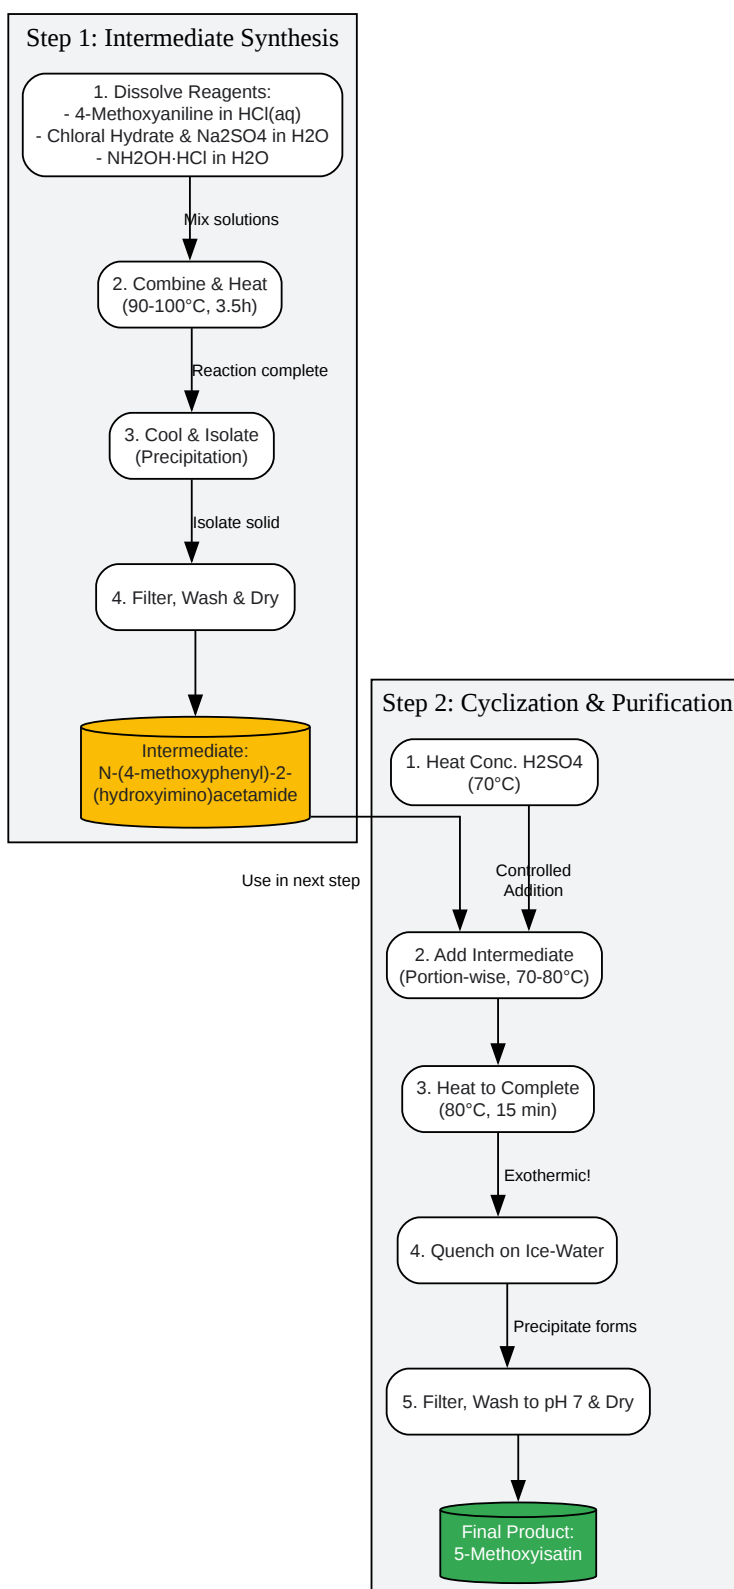 Step 1: Intermediate Synthesis
1. Dissolve Reagents:
- 4-Methoxyaniline in HCl(aq)
- Chloral Hydrate & Na2SO4 in H2O
- NH2OH·HCl in H2O
Mix solutions
2. Combine & Heat
(90-100°C, 3.5h)
Reaction complete
3. Cool & Isolate
(Precipitation)
Isolate solid
4. Filter, Wash & Dry
Intermediate:
N-(4-methoxyphenyl)-2-
(hydroxyimino)acetamide
Use in next step
Step 2: Cyclization & Purification
1. Heat Conc. H2SO4
(70°C)
Controlled
Addition
2. Add Intermediate
(Portion-wise, 70-80°C)
3. Heat to Complete
(80°C, 15 min)
Exothermic!
4. Quench on Ice-Water
Precipitate forms
5. Filter, Wash to pH 7 & Dry
Final Product:
5-Methoxyisatin